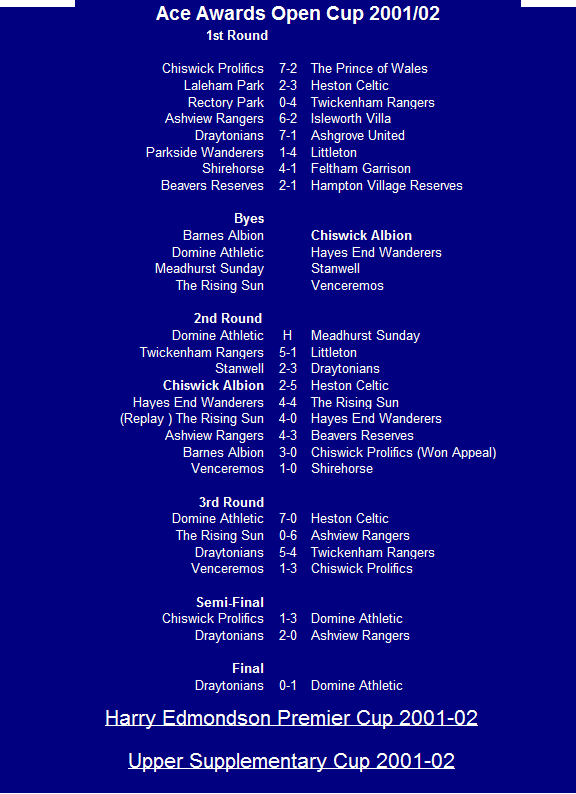 Ace Awards Open Cup 2001/02
1st Round
Chiswick Prolifics 7-2 The Prince of Wales
Laleham Park 2-3 Heston Celtic
Rectory Park 0-4 Twickenham Rangers
Ashview Rangers 6-2 Isleworth Villa
Draytonians 7-1 Ashgrove United
Parkside Wanderers 1-4 Littleton
Shirehorse 4-1 Feltham Garrison
Beavers Reserves 2-1 Hampton Village Reserves
Byes
Barnes Albion Chiswick Albion
Domine Athletic Hayes End Wanderers
Meadhurst Sunday Stanwell
The Rising Sun Venceremos
2nd Round
Domine Athletic H Meadhurst Sunday
Twickenham Rangers 5-1 Littleton
Stanwell 2-3 Draytonians
Chiswick Albion 2-5 Heston Celtic
Hayes End Wanderers 4-4 The Rising Sun
(Replay ) The Rising Sun 4-0 Hayes End Wanderers
Ashview Rangers 4-3 Beavers Reserves
Barnes Albion 3-0 Chiswick Prolifics (Won Appeal)
Venceremos 1-0 Shirehorse
3rd Round
Domine Athletic 7-0 Heston Celtic
The Rising Sun 0-6 Ashview Rangers
Draytonians 5-4 Twickenham Rangers
Venceremos 1-3 Chiswick Prolifics
Semi-Final
Chiswick Prolifics 1-3 Domine Athletic
Draytonians 2-0 Ashview Rangers
Final
Draytonians 0-1 Domine Athletic
Harry Edmondson Premier Cup 2001-02
Upper Supplementary Cup 2001-02